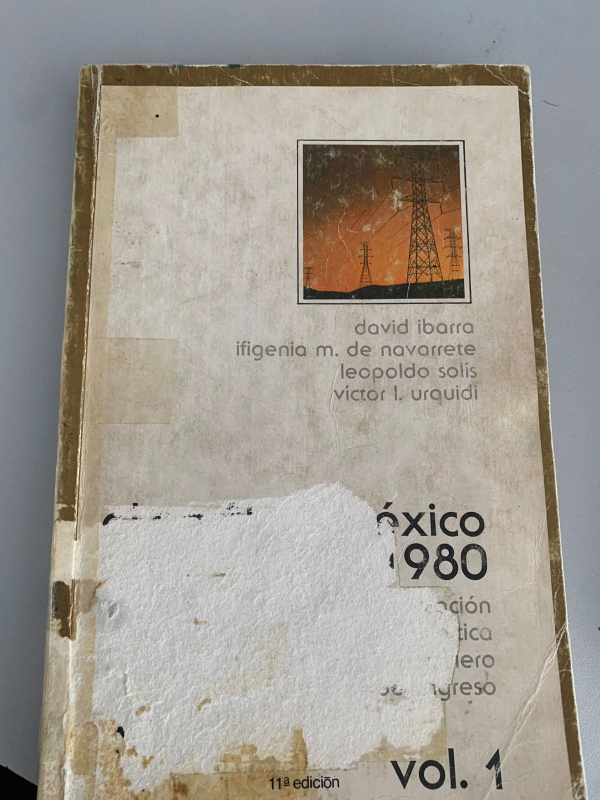 david ibarra
ifigenia m. de navarrete
leopoldo solís
víctor l. urquidi
éxico
980
ación
tica
iero
greso
vol. 1
11ª edición